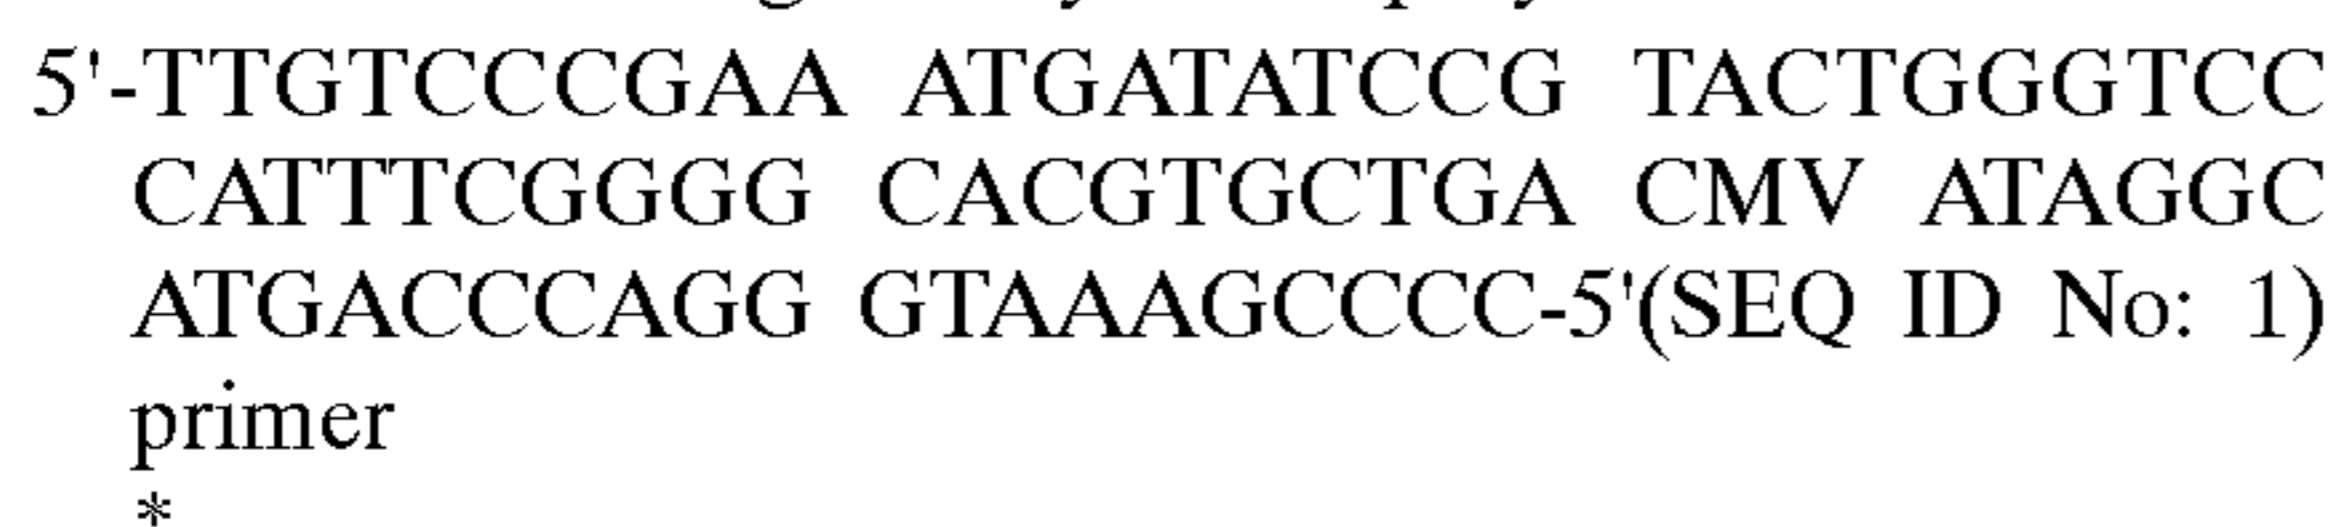 5'-TTGTCCCGAA ATGATATCCG TACTGGGTCC
CATTTCGGGG CACGTGCTGA CMV ATAGGC
ATGACCCAGG GTAAAGCCCC-5'(SEQ ID No: 1)
primer
*